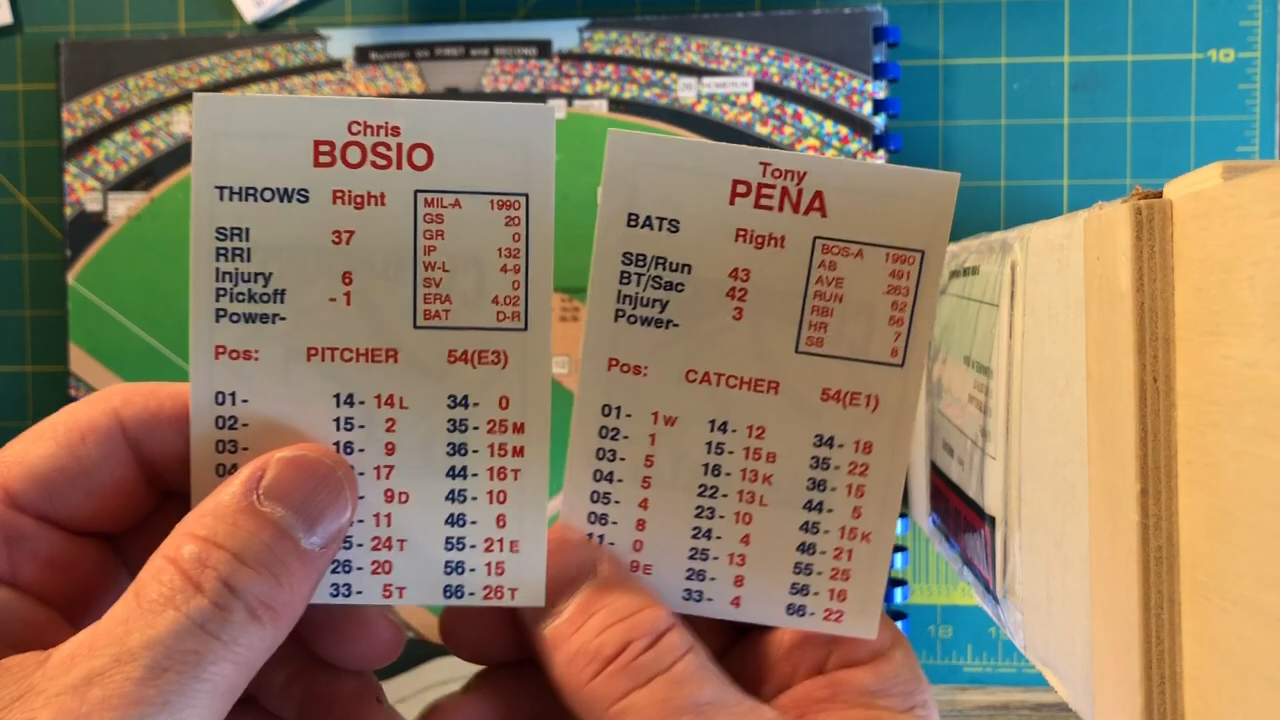 Runner on FIRST and SECOND
10
Chris
BOSIO
THROWS Right
SRI 37
RRI
Injury 6
Pickoff - 1
Power-
MIL-A 1990
GS 20
GR 0
IP 132
W-L 4-9
SV 0
ERA 4.02
BAT D-R
Pos: PITCHER 54(E3)
01- 14- 14L 34- 0
02- 15- 2 35- 25M
03- 16- 9 36- 15M
04 17 44- 16T
9D 45- 10
11 46- 6
24T 55- 21E
26- 20 56- 15
33- 5T 66- 26T
Tony
PENA
BATS Right
SB/Run 43
BT/Sac 42
Injury 3
Power-
BOS-A 1990
AB 491
AVE .263
RUN 62
RBI 56
HR 7
SB 8
Pos: CATCHER 54(E1)
01- 1W 14- 12 34- 18
02- 1 15- 15B 35- 22
03- 5 16- 13K 36- 15
04- 5 22- 13L 44- 5
05- 4 23- 10 45- 15K
06- 8 24- 4 46- 21
11- 0 25- 13 55- 25
9E 26- 8 56- 16
33- 4 66- 22
18